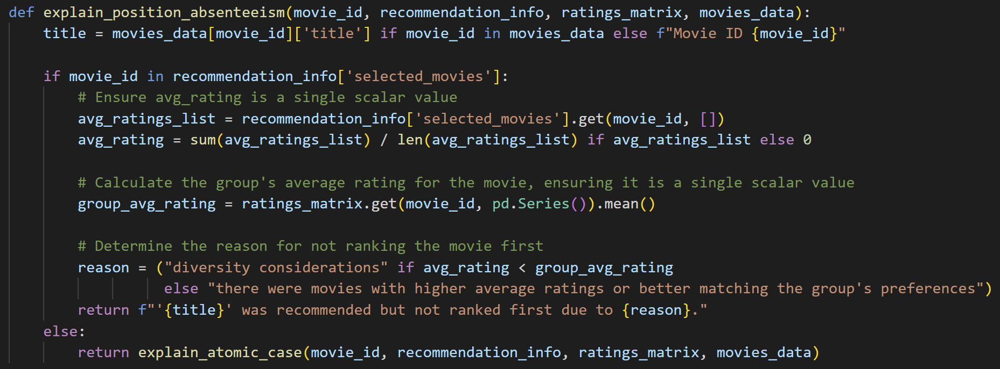 def explain_position_absenteeism(movie_id, recommendation_info, ratings_matrix, movies_data):
    title = movies_data[movie_id]['title'] if movie_id in movies_data else f"Movie ID {movie_id}"

    if movie_id in recommendation_info['selected_movies']:
        # Ensure avg_rating is a single scalar value
        avg_ratings_list = recommendation_info['selected_movies'].get(movie_id, [])
        avg_rating = sum(avg_ratings_list) / len(avg_ratings_list) if avg_ratings_list else 0

        # Calculate the group's average rating for the movie, ensuring it is a single scalar value
        group_avg_rating = ratings_matrix.get(movie_id, pd.Series()).mean()

        # Determine the reason for not ranking the movie first
        reason = ("diversity considerations" if avg_rating < group_avg_rating
                  else "there were movies with higher average ratings or better matching the group's preferences")
        return f"'{title}' was recommended but not ranked first due to {reason}."
    else:
        return explain_atomic_case(movie_id, recommendation_info, ratings_matrix, movies_data)